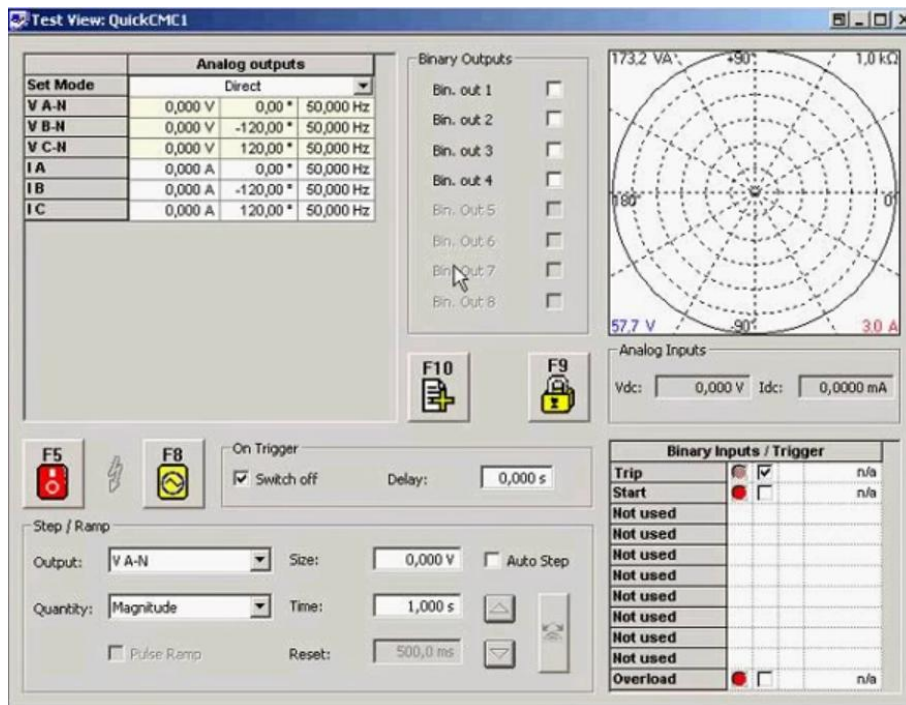 Test View: QuickCMC1
Analog outputs
Set Mode Direct
V A-N 0,000 V 0,00 ° 50,000 Hz
V B-N 0,000 V -120,00 ° 50,000 Hz
V C-N 0,000 V 120,00 ° 50,000 Hz
I A 0,000 A 0,00 ° 50,000 Hz
I B 0,000 A -120,00 ° 50,000 Hz
I C 0,000 A 120,00 ° 50,000 Hz
Binary Outputs
Bin. out 1
Bin. out 2
Bin. out 3
Bin. out 4
Bin. Out 5
Bin. Out 6
Bin. Out 7
Bin. Out 8
173,2 VA +90° 1,0 kΩ
180° 0°
57,7 V -90° 3,0 A
F10 F9
Analog Inputs
Vdc: 0,000 V Idc: 0,0000 mA
F5 F8
On Trigger
Switch off Delay: 0,000 s
Step / Ramp
Output: V A-N Size: 0,000 V Auto Step
Quantity: Magnitude Time: 1,000 s
Pulse Ramp Reset: 500,0 ms
Binary Inputs / Trigger
Trip n/a
Start n/a
Not used
Not used
Not used
Not used
Not used
Not used
Not used
Not used
Overload n/a